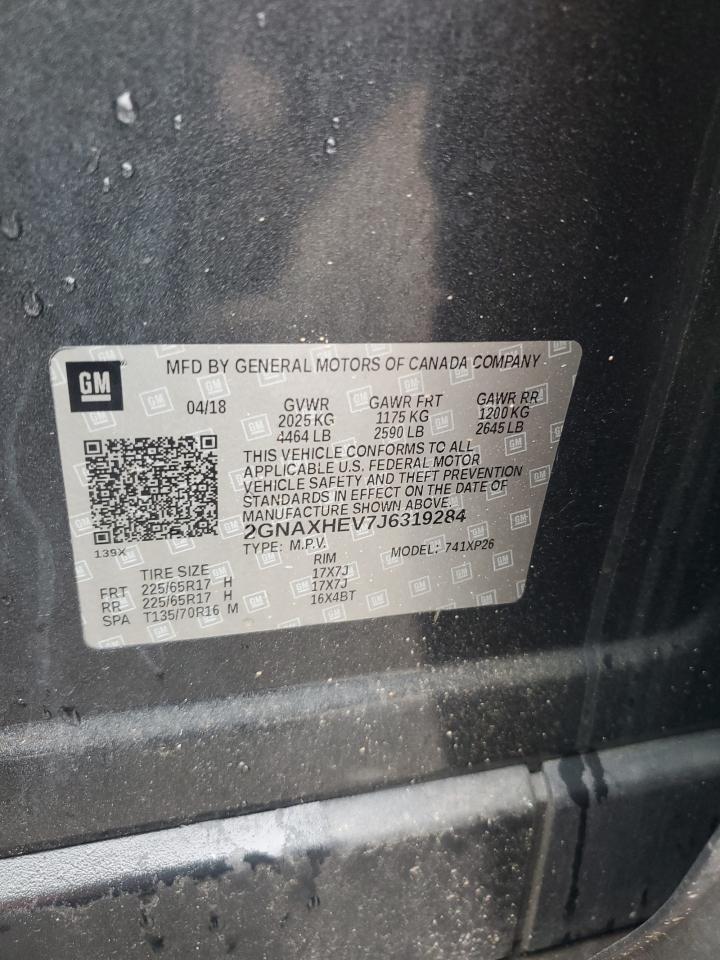 GM
MFD BY GENERAL MOTORS OF CANADA COMPANY
04/18 GVWR GAWR FRT GAWR RR
2025 KG 1175 KG 1200 KG
4464 LB 2590 LB 2645 LB
THIS VEHICLE CONFORMS TO ALL
APPLICABLE U.S. FEDERAL MOTOR
VEHICLE SAFETY AND THEFT PREVENTION
STANDARDS IN EFFECT ON THE DATE OF
MANUFACTURE SHOWN ABOVE.
2GNAXHEV7J6319284
139X TYPE: M.P.V. MODEL: 741XP26
TIRE SIZE RIM
FRT 225/65R17 H 17X7J
RR 225/65R17 H 17X7J
SPA T135/70R16 M 16X4BT